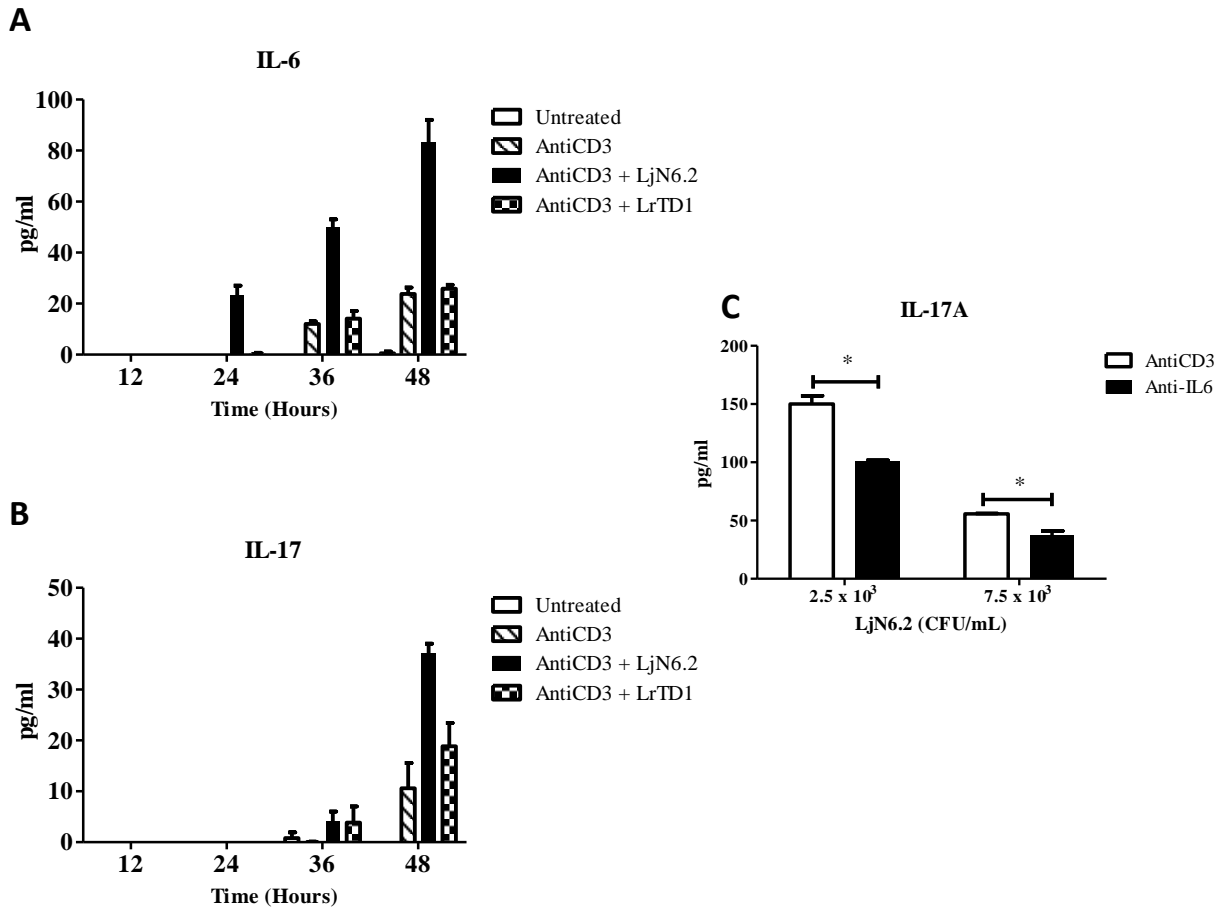 A
IL-6
100
80
60
40
20
0
pg/ml
12 24 36 48
Time (Hours)
Untreated
AntiCD3
AntiCD3 + LjN6.2
AntiCD3 + LrTD1
B
IL-17
50
40
30
20
10
0
pg/ml
12 24 36 48
Time (Hours)
Untreated
AntiCD3
AntiCD3 + LjN6.2
AntiCD3 + LrTD1
C
IL-17A
200
150
100
50
0
pg/ml
*
*
2.5 x 10³ 7.5 x 10³
LjN6.2 (CFU/mL)
AntiCD3
Anti-IL6